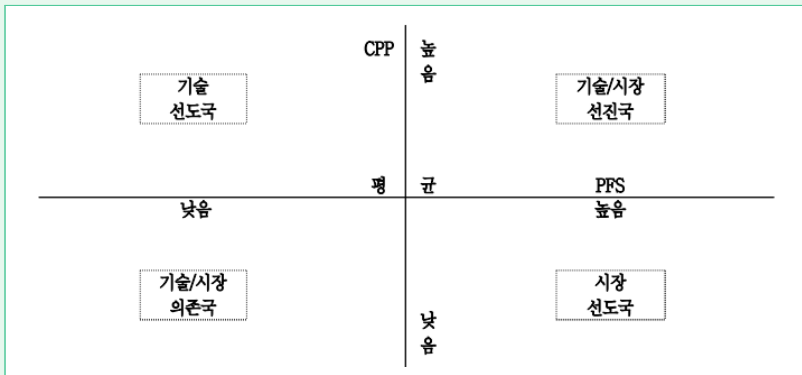 CPP 높음
기술
선도국
기술/시장
선진국
평균 PFS
낮음 높음
기술/시장
의존국
시장
선도국
낮음